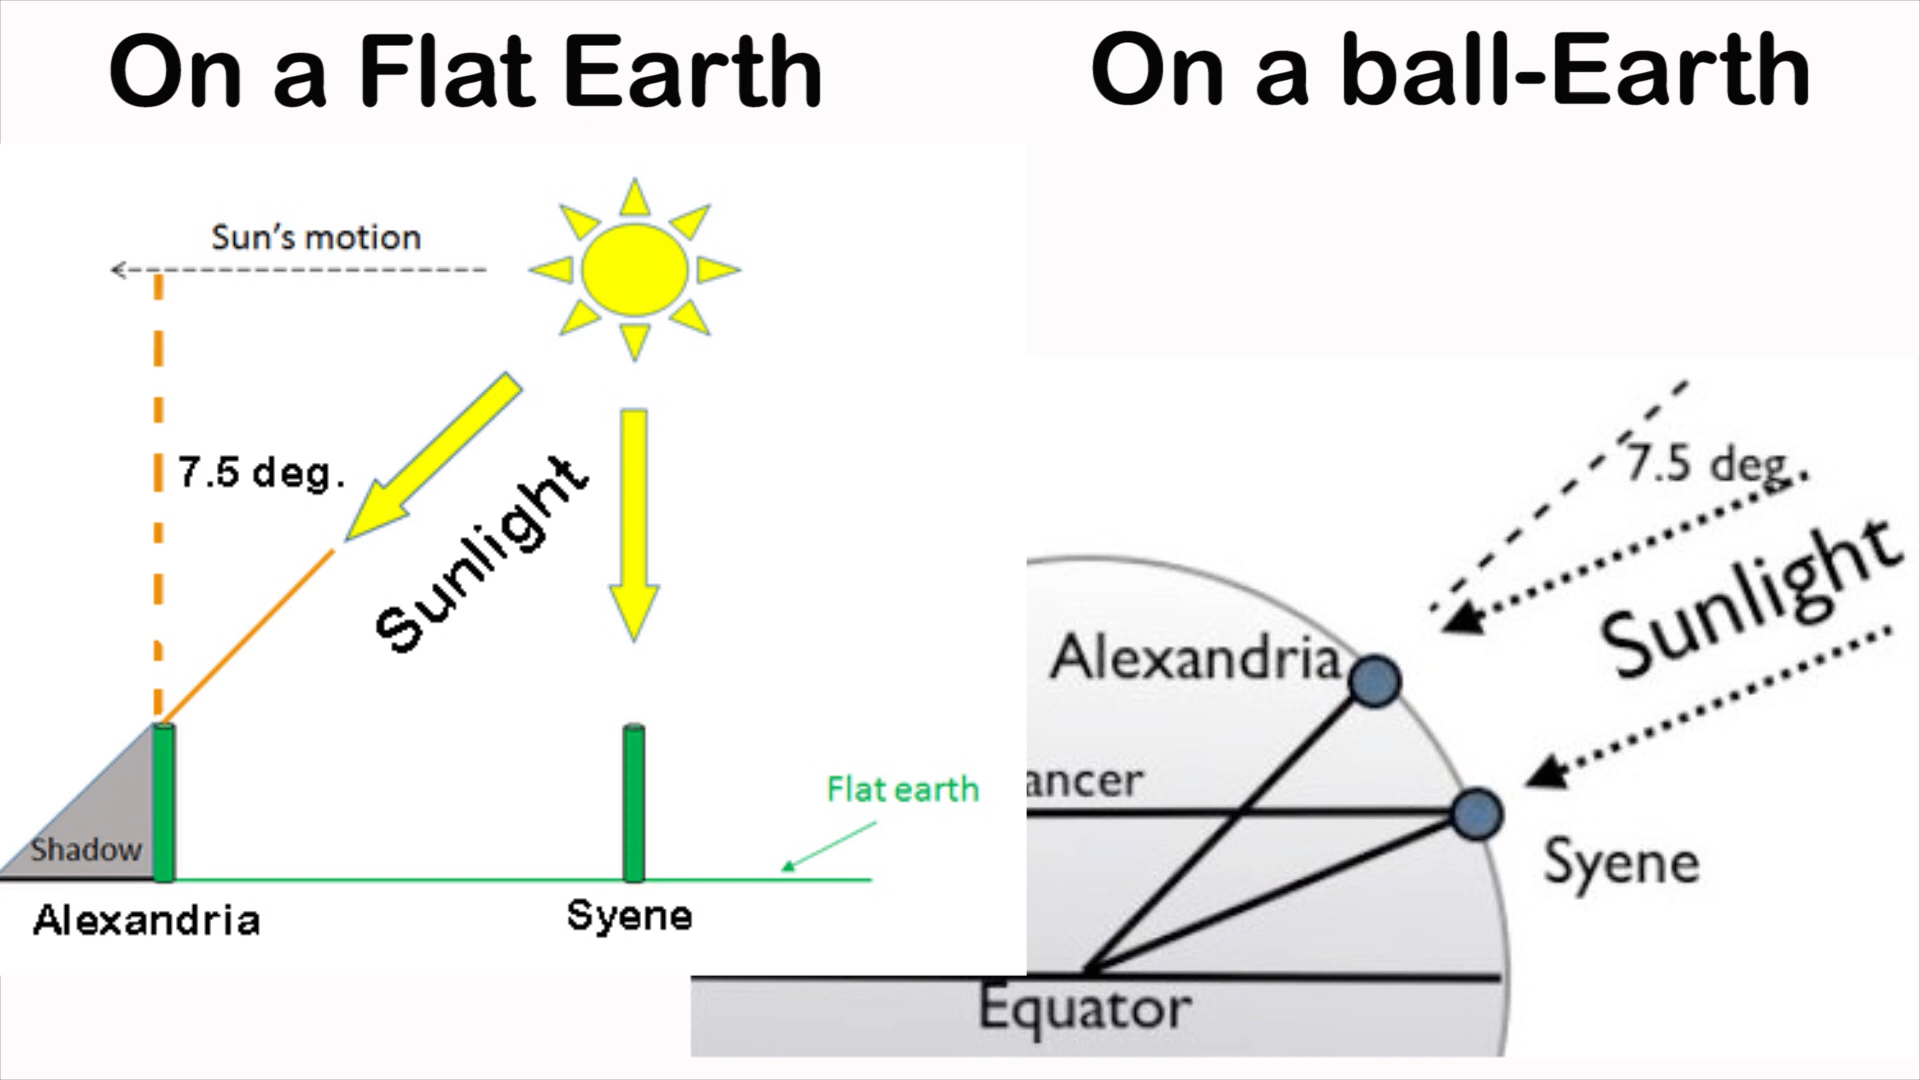 On a Flat Earth
On a ball-Earth
Sun's motion
7.5 deg.
Sunlight
Shadow
Flat earth
Alexandria
Syene
7.5 deg.
Sunlight
Alexandria
ancer
Syene
Equator